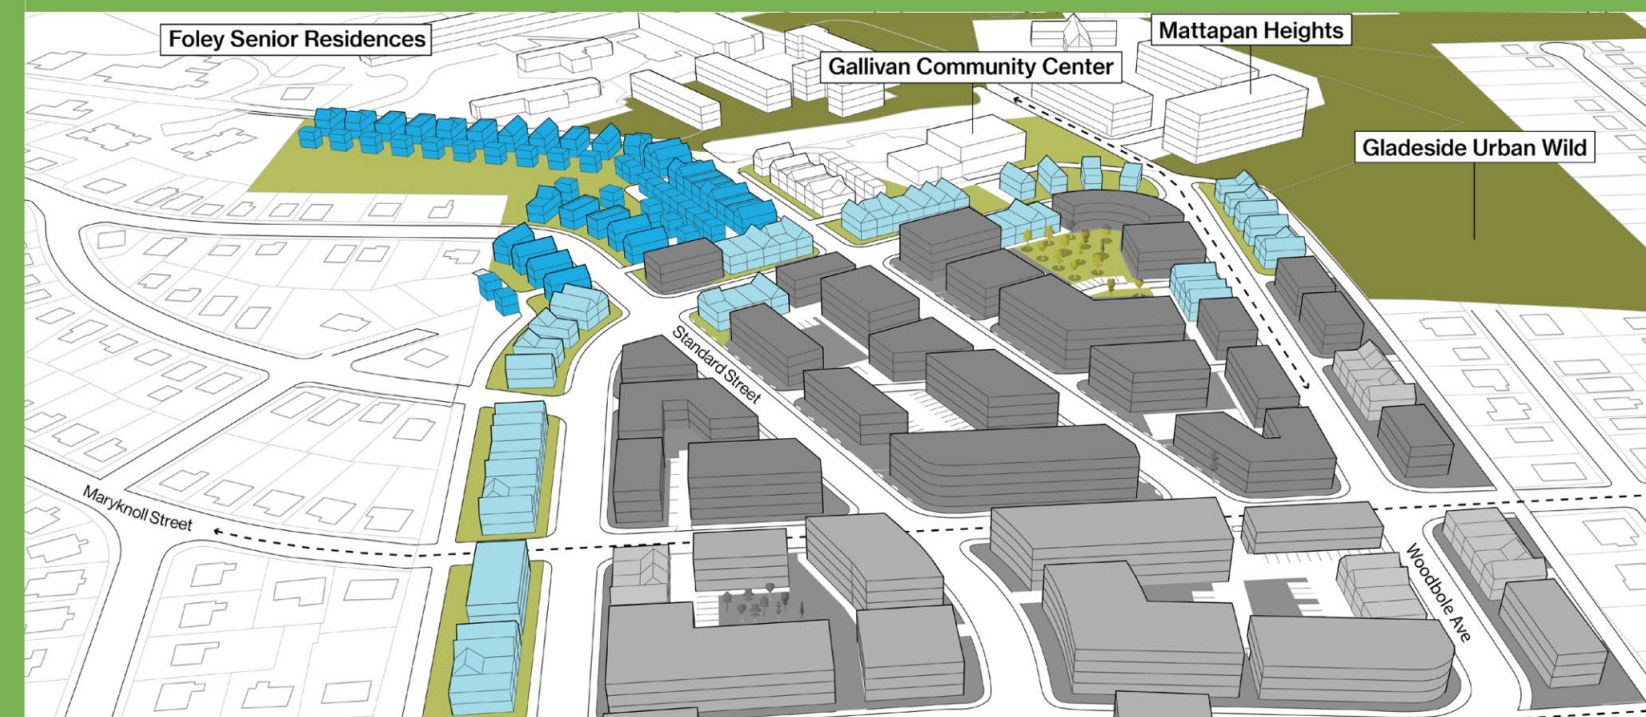 Foley Senior Residences
Mattapan Heights
Gallivan Community Center
Gladeside Urban Wild
Standard Street
Maryknoll Street
Woodbole Ave